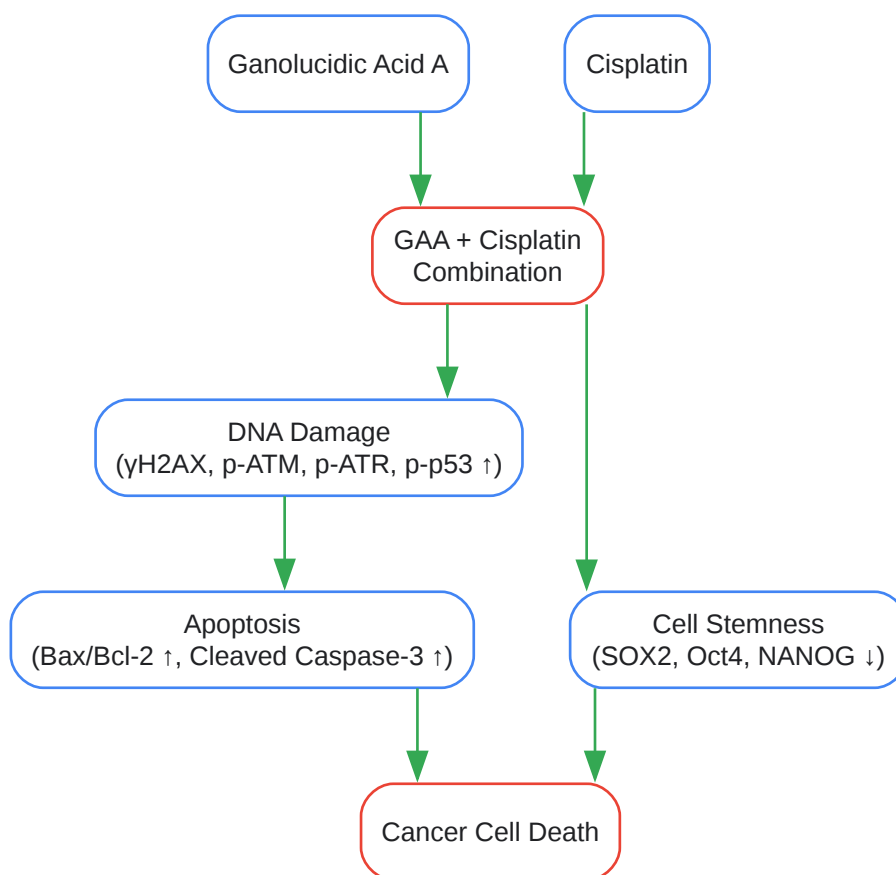 Ganolucidic Acid A
Cisplatin
GAA + Cisplatin
Combination
DNA Damage
(γH2AX, p-ATM, p-ATR, p-p53 ↑)
Apoptosis
(Bax/Bcl-2 ↑, Cleaved Caspase-3 ↑)
Cell Stemness
(SOX2, Oct4, NANOG ↓)
Cancer Cell Death